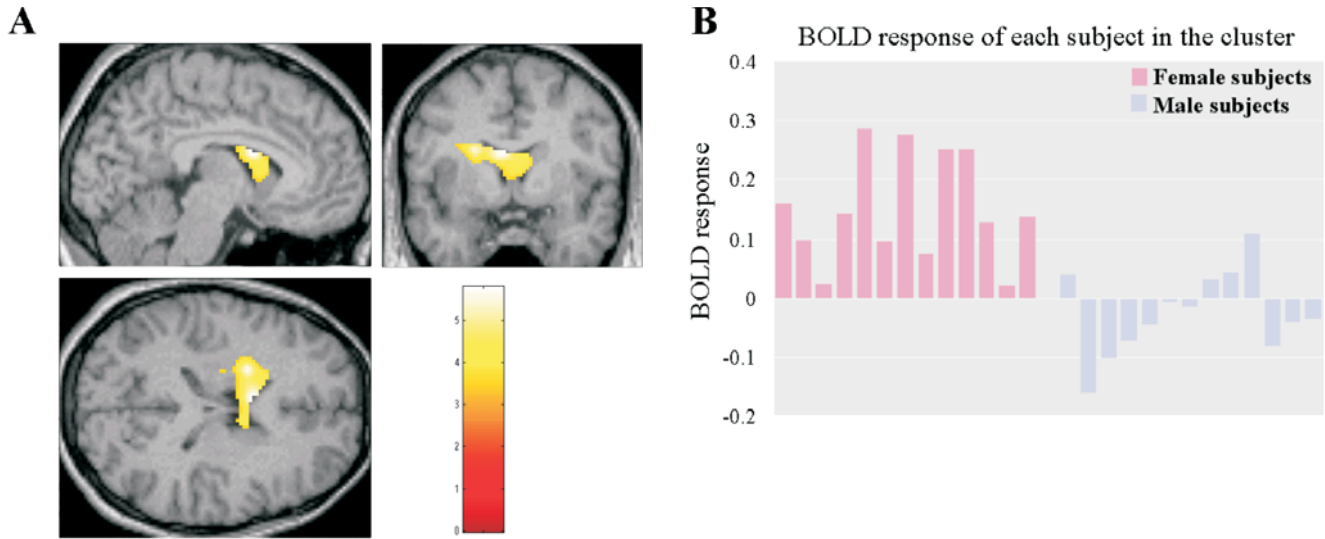 A
5
4
3
2
1
0
B
BOLD response of each subject in the cluster
Female subjects
Male subjects
BOLD response
0.4
0.3
0.2
0.1
0
-0.1
-0.2